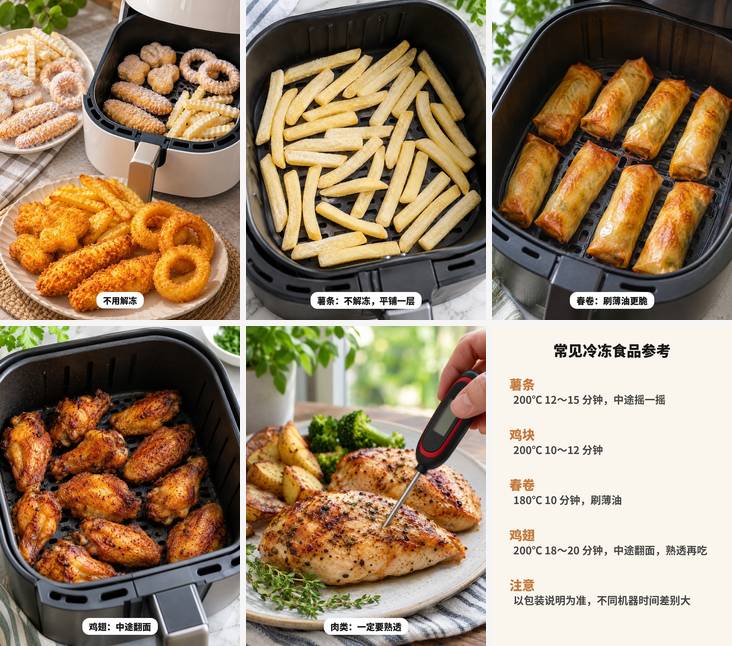 不用解冻
薯条：不解冻，平铺一层
春卷：刷薄油更脆
鸡翅：中途翻面
肉类：一定要熟透
常见冷冻食品参考
薯条
200℃ 12～15 分钟，中途摇一摇
鸡块
200℃ 10～12 分钟
春卷
180℃ 10 分钟，刷薄油
鸡翅
200℃ 18～20 分钟，中途翻面，熟透再吃
注意
以包装说明为准，不同机器时间差别大